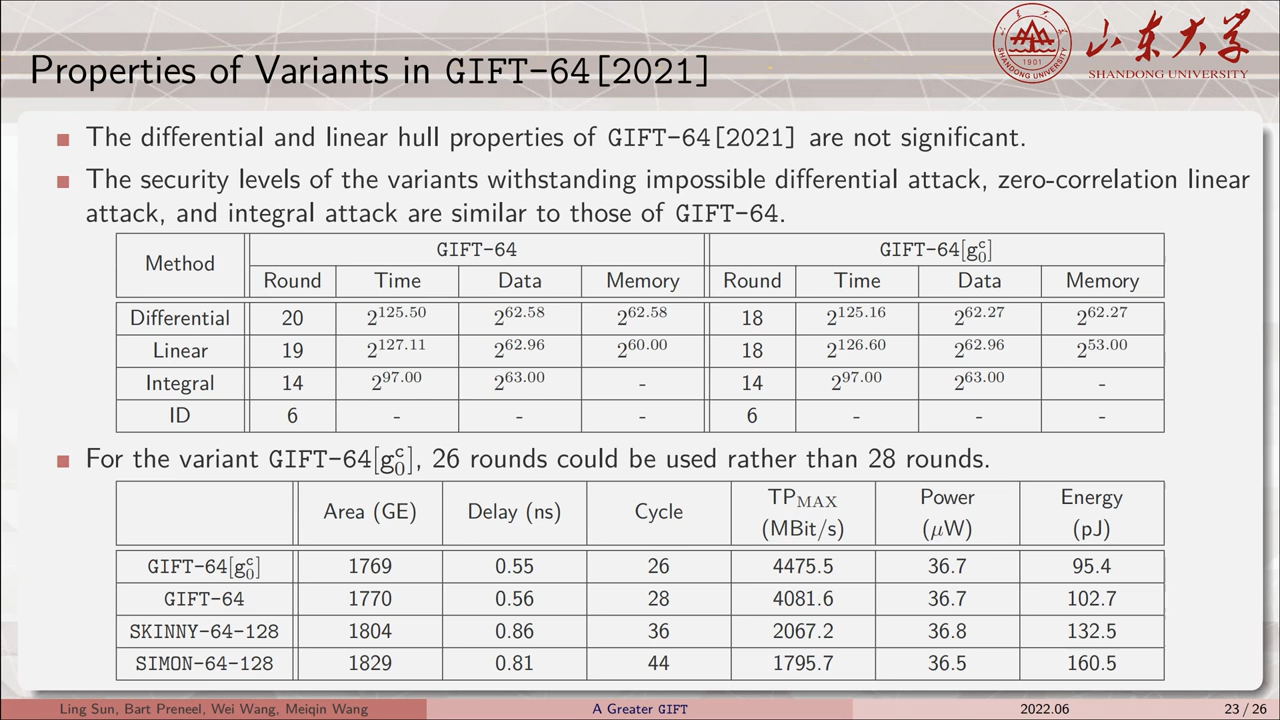 山东大学
SHANDONG UNIVERSITY
1901
SHANDONG UNIVERSITY
Properties of Variants in GIFT-64[2021]
The differential and linear hull properties of GIFT-64[2021] are not significant.
The security levels of the variants withstanding impossible differential attack, zero-correlation linear
attack, and integral attack are similar to those of GIFT-64.
Method GIFT-64 GIFT-64[g₀ᶜ]
Round Time Data Memory Round Time Data Memory
Differential 20 2^125.50 2^62.58 2^62.58 18 2^125.16 2^62.27 2^62.27
Linear 19 2^127.11 2^62.96 2^60.00 18 2^126.60 2^62.96 2^53.00
Integral 14 2^97.00 2^63.00 - 14 2^97.00 2^63.00 -
ID 6 - - - 6 - - -
For the variant GIFT-64[g₀ᶜ], 26 rounds could be used rather than 28 rounds.
Area (GE) Delay (ns) Cycle TP_MAX (MBit/s) Power (μW) Energy (pJ)
GIFT-64[g₀ᶜ] 1769 0.55 26 4475.5 36.7 95.4
GIFT-64 1770 0.56 28 4081.6 36.7 102.7
SKINNY-64-128 1804 0.86 36 2067.2 36.8 132.5
SIMON-64-128 1829 0.81 44 1795.7 36.5 160.5
Ling Sun, Bart Preneel, Wei Wang, Meiqin Wang A Greater GIFT 2022.06 23 / 26